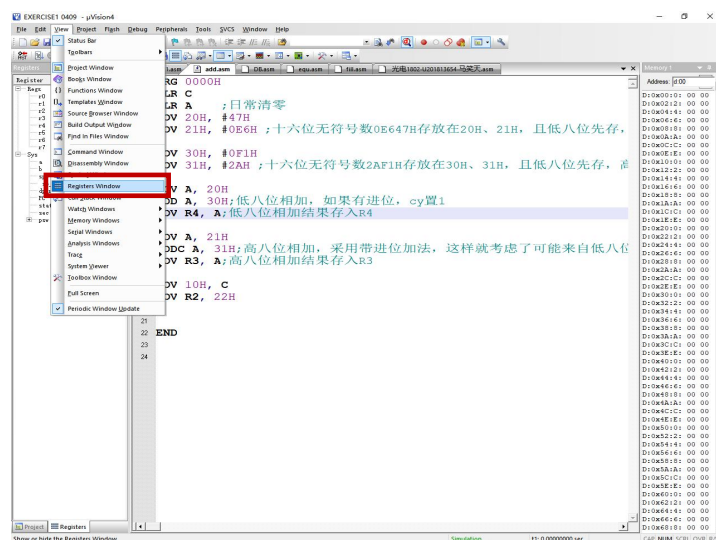 EXERCISE1 0409 - µVision4
File Edit View Project Flash Debug Peripherals Tools SVCS Window Help
Status Bar
Toolbars
Project Window
Books Window
Functions Window
Templates Window
Source Browser Window
Build Output Window
Find in Files Window
Command Window
Disassembly Window
Registers Window
Call Stack Window
Watch Windows
Memory Windows
Serial Windows
Analysis Windows
Trace
System Viewer
Toolbox Window
Full Screen
Periodic Window Update
Registers
Register
Regs
r0
r1
r2
r3
r4
r5
r6
r7
Sys
a
b
PC
sec
psw
add.asm DB.asm equ.asm fill.asm 光电1802-U201813654-马笑天.asm
RG 0000H
LR C
LR A ;日常清零
OV 20H, #47H
OV 21H, #0E6H ;十六位无符号数0E647H存放在20H、21H，且低八位先存，
OV 30H, #0F1H
OV 31H, #2AH ;十六位无符号数2AF1H存放在30H、31H，且低八位先存，高
V A, 20H
DD A, 30H;低八位相加，如果有进位，cy置1
OV R4, A;低八位相加结果存入R4
OV A, 21H
DDC A, 31H;高八位相加，采用带进位加法，这样就考虑了可能来自低八位
OV R3, A;高八位相加结果存入R3
OV 10H, C
OV R2, 22H
21
22 END
23
24
Memory 1
Address: d:00
D:0x00:0: 00 00
D:0x02:2: 00 00
D:0x04:4: 00 00
D:0x06:6: 00 00
D:0x08:8: 00 00
D:0x0A:A: 00 00
D:0x0C:C: 00 00
D:0x0E:E: 00 00
D:0x10:0: 00 00
D:0x12:2: 00 00
D:0x14:4: 00 00
D:0x16:6: 00 00
D:0x18:8: 00 00
D:0x1A:A: 00 00
D:0x1C:C: 00 00
D:0x1E:E: 00 00
D:0x20:0: 00 00
D:0x22:2: 00 00
D:0x24:4: 00 00
D:0x26:6: 00 00
D:0x28:8: 00 00
D:0x2A:A: 00 00
D:0x2C:C: 00 00
D:0x2E:E: 00 00
D:0x30:0: 00 00
D:0x32:2: 00 00
D:0x34:4: 00 00
D:0x36:6: 00 00
D:0x38:8: 00 00
D:0x3A:A: 00 00
D:0x3C:C: 00 00
D:0x3E:E: 00 00
D:0x40:0: 00 00
D:0x42:2: 00 00
D:0x44:4: 00 00
D:0x46:6: 00 00
D:0x48:8: 00 00
D:0x4A:A: 00 00
D:0x4C:C: 00 00
D:0x4E:E: 00 00
D:0x50:0: 00 00
D:0x52:2: 00 00
D:0x54:4: 00 00
D:0x56:6: 00 00
D:0x58:8: 00 00
D:0x5A:A: 00 00
D:0x5C:C: 00 00
D:0x5E:E: 00 00
D:0x60:0: 00 00
D:0x62:2: 00 00
D:0x64:4: 00 00
D:0x66:6: 00 00
D:0x68:8: 00 00
Project Registers
Show or hide the Registers Window
Simulation
t1: 0.00000000 sec
CAP NUM SCRL OVR